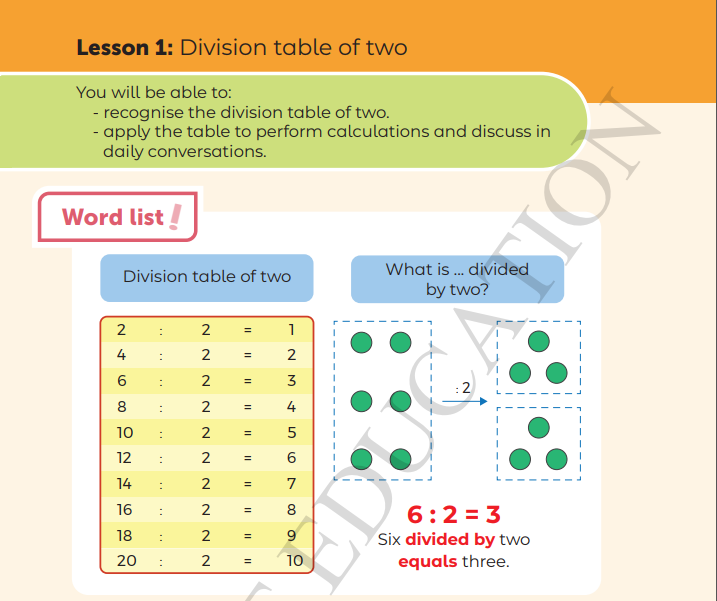 Lesson 1: Division table of two
You will be able to:
- recognise the division table of two.
- apply the table to perform calculations and discuss in
daily conversations.
Word list!
Division table of two
2 : 2 = 1
4 : 2 = 2
6 : 2 = 3
8 : 2 = 4
10 : 2 = 5
12 : 2 = 6
14 : 2 = 7
16 : 2 = 8
18 : 2 = 9
20 : 2 = 10
What is ... divided
by two?
: 2
6 : 2 = 3
Six divided by two
equals three.
EDUCATION